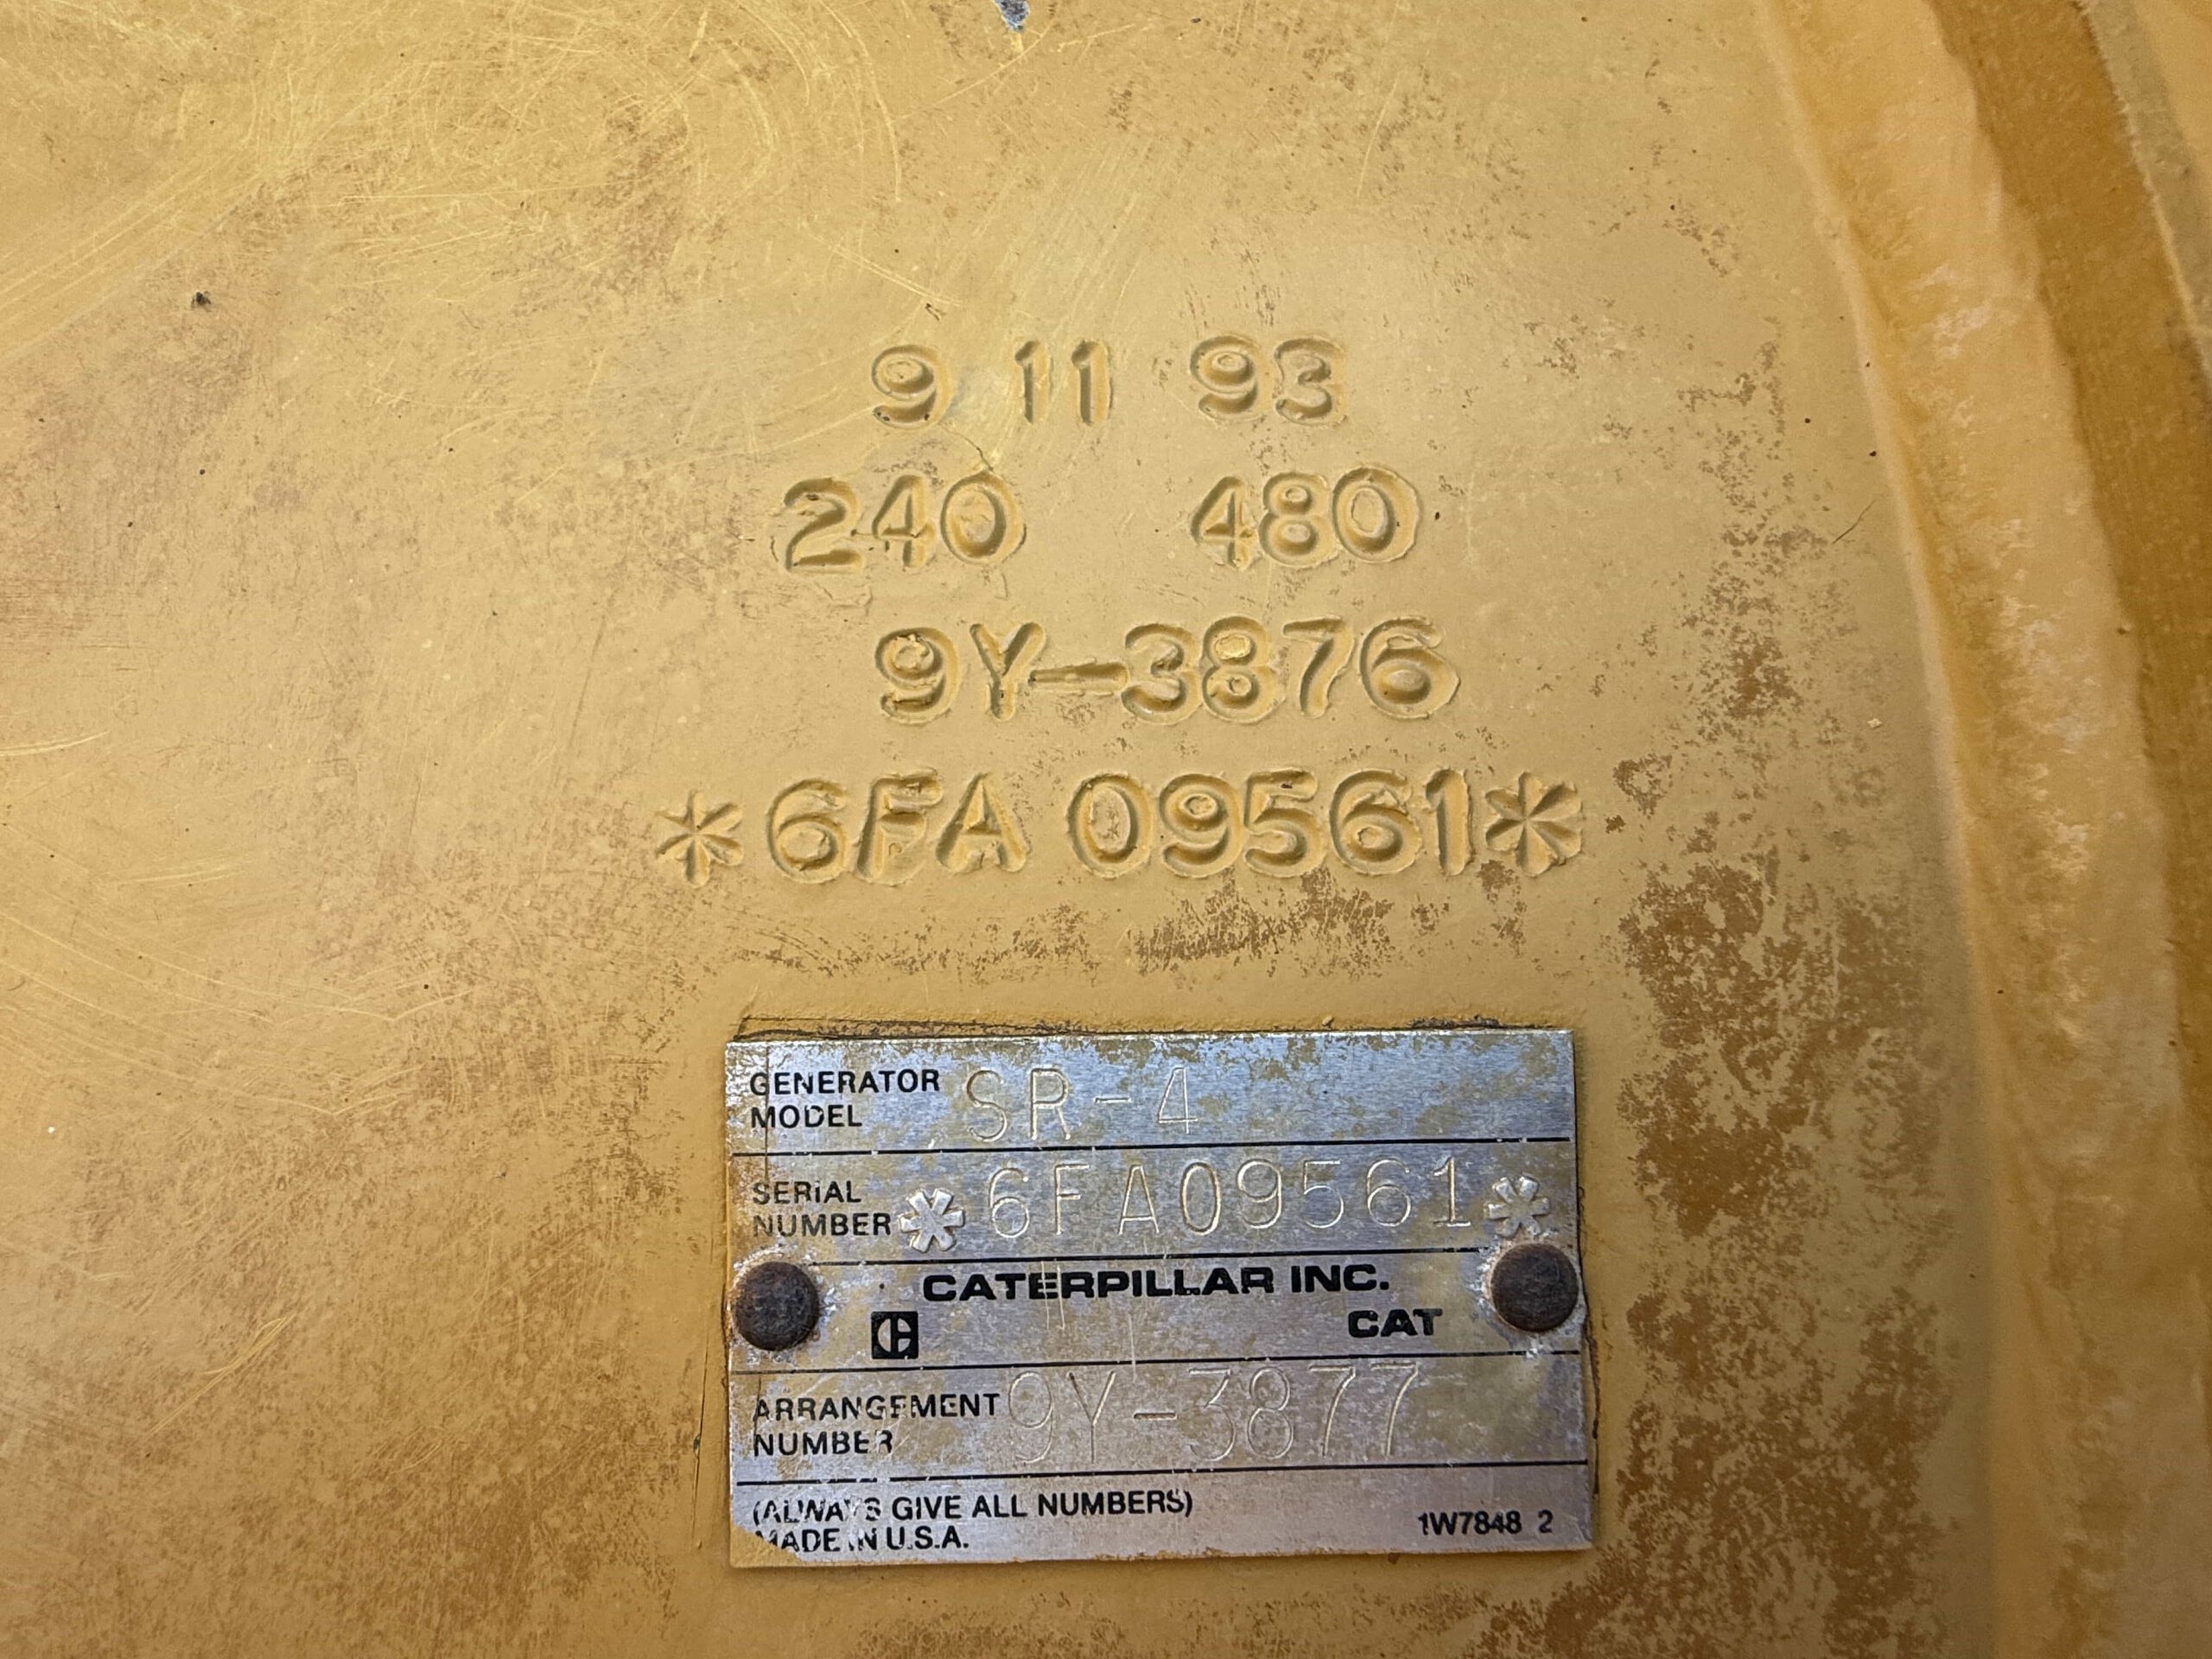 9 11 93
240 480
9Y-3876
*6FA 09561*
GENERATOR
MODEL SR-4
SERIAL
NUMBER *6FA09561*
CATERPILLAR INC.
CAT
ARRANGEMENT
NUMBER 9Y-3877
(ALWAYS GIVE ALL NUMBERS)
MADE IN U.S.A.
1W7848 2